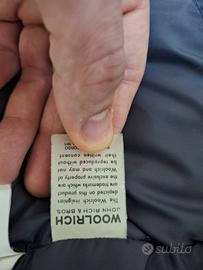 WOOLRICH
JOHN RICH & BROS.
The Woolrich insignias
depicted on this product
are trademark which are
the exclusive property of
Woolrich and may not be
reproduced without
their written consent
subito